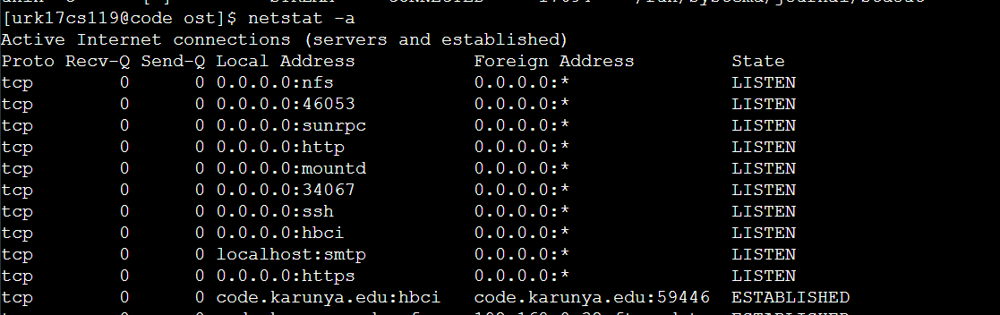 [urk17cs119@code ost]$ netstat -a
Active Internet connections (servers and established)
Proto Recv-Q Send-Q Local Address Foreign Address State
tcp 0 0 0.0.0.0:nfs 0.0.0.0:* LISTEN
tcp 0 0 0.0.0.0:46053 0.0.0.0:* LISTEN
tcp 0 0 0.0.0.0:sunrpc 0.0.0.0:* LISTEN
tcp 0 0 0.0.0.0:http 0.0.0.0:* LISTEN
tcp 0 0 0.0.0.0:mountd 0.0.0.0:* LISTEN
tcp 0 0 0.0.0.0:34067 0.0.0.0:* LISTEN
tcp 0 0 0.0.0.0:ssh 0.0.0.0:* LISTEN
tcp 0 0 0.0.0.0:hbci 0.0.0.0:* LISTEN
tcp 0 0 localhost:smtp 0.0.0.0:* LISTEN
tcp 0 0 0.0.0.0:https 0.0.0.0:* LISTEN
tcp 0 0 code.karunya.edu:hbci code.karunya.edu:59446 ESTABLISHED
tcp 0 0 ESTABLISHED